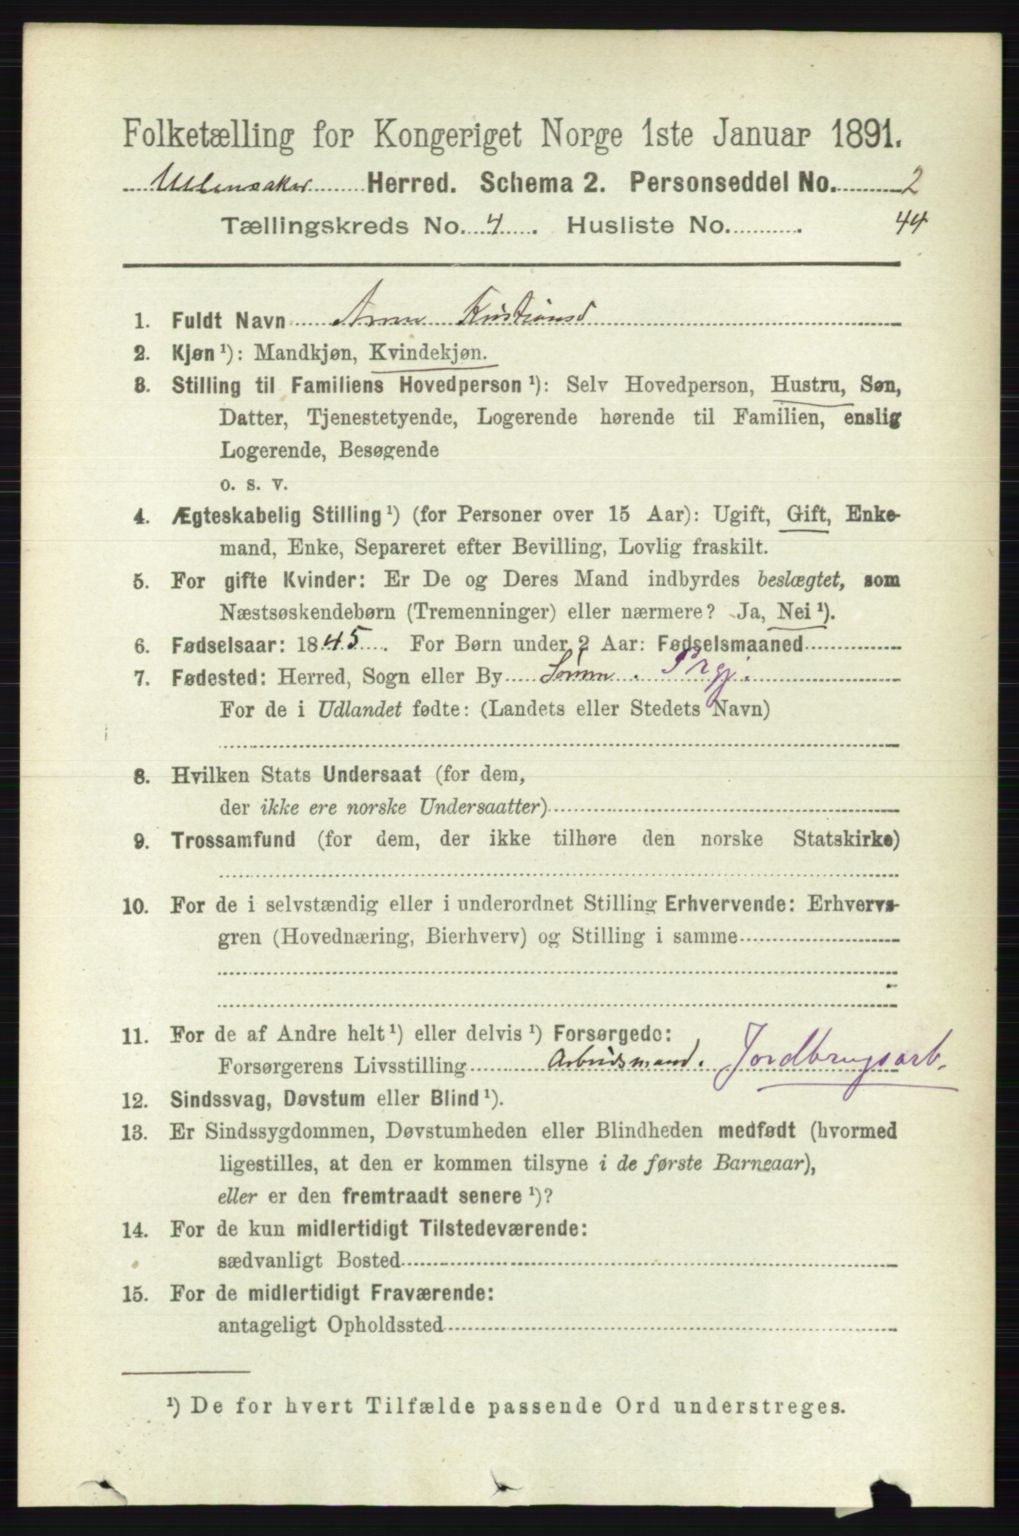 Folketælling for Kongeriget Norge 1ste Januar 1891.
Ullensaker Herred. Schema 2. Personseddel No. 2
Tællingskreds No. 4. Husliste No. 44
1. Fuldt Navn Anne Kristiansd
2. Kjøn ¹): Mandkjøn, Kvindekjøn.
3. Stilling til Familiens Hovedperson ¹): Selv Hovedperson, Hustru, Søn,
Datter, Tjenestetyende, Logerende hørende til Familien, enslig
Logerende, Besøgende
o. s. v.
4. Ægteskabelig Stilling ¹) (for Personer over 15 Aar): Ugift, Gift, Enke-
mand, Enke, Separeret efter Bevilling, Lovlig fraskilt.
5. For gifte Kvinder: Er De og Deres Mand indbyrdes beslægtet, som
Næstsøskendebørn (Tremenninger) eller nærmere? Ja, Nei ¹).
6. Fødselsaar: 1845. For Børn under 2 Aar: Fødselsmaaned
7. Fødested: Herred, Sogn eller By Sørum. Prgj.
For de i Udlandet fødte: (Landets eller Stedets Navn)
8. Hvilken Stats Undersaat (for dem,
der ikke ere norske Undersaatter)
9. Trossamfund (for dem, der ikke tilhøre den norske Statskirke)
10. For de i selvstændig eller i underordnet Stilling Erhvervende: Erhvervs-
gren (Hovednæring, Bierhverv) og Stilling i samme
11. For de af Andre helt ¹) eller delvis ¹) Forsørgede:
Forsørgerens Livsstilling Arbeidsmand. Jordbrugsarb.
12. Sindssvag, Døvstum eller Blind ¹).
13. Er Sindssygdommen, Døvstumheden eller Blindheden medfødt (hvormed
ligestilles, at den er kommen tilsyne i de første Barneaar),
eller er den fremtraadt senere ¹)?
14. For de kun midlertidigt Tilstedeværende:
sædvanligt Bosted
15. For de midlertidigt Fraværende:
antageligt Opholdssted
¹) De for hvert Tilfælde passende Ord understreges.